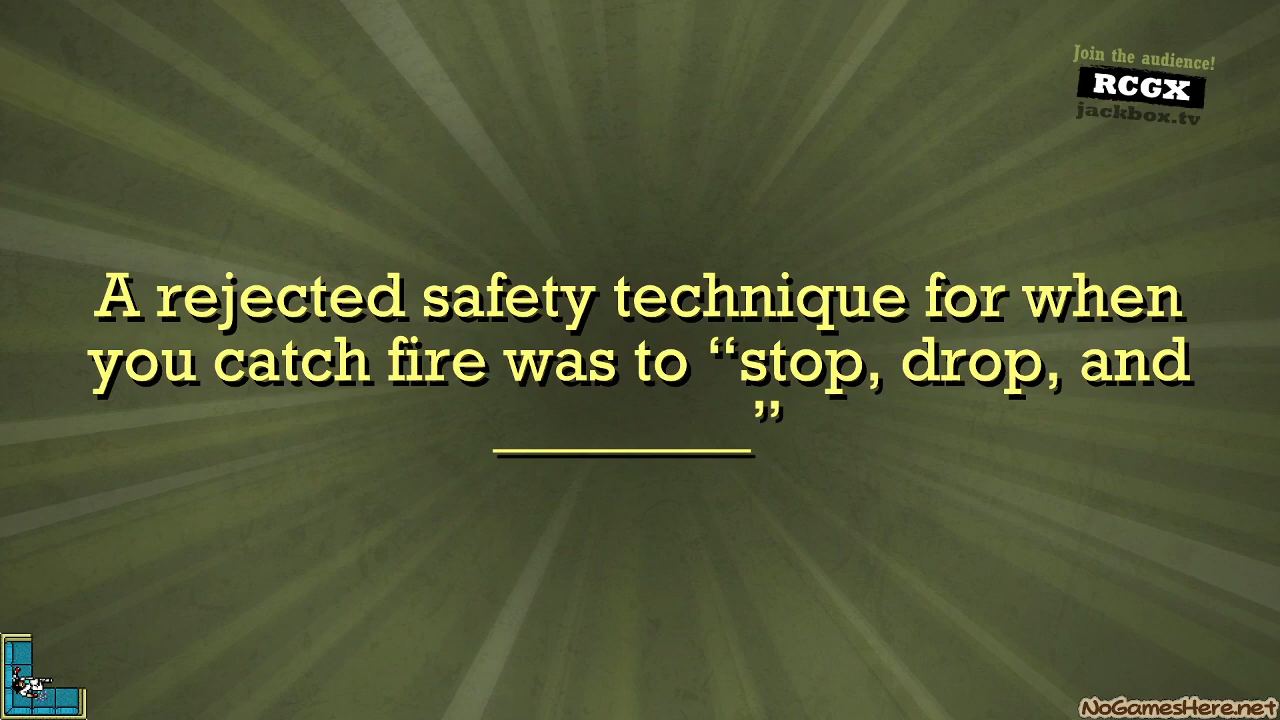 Join the audience!
RCGX
jackbox.tv
A rejected safety technique for when
you catch fire was to “stop, drop, and
__________”
NoGamesHere.net